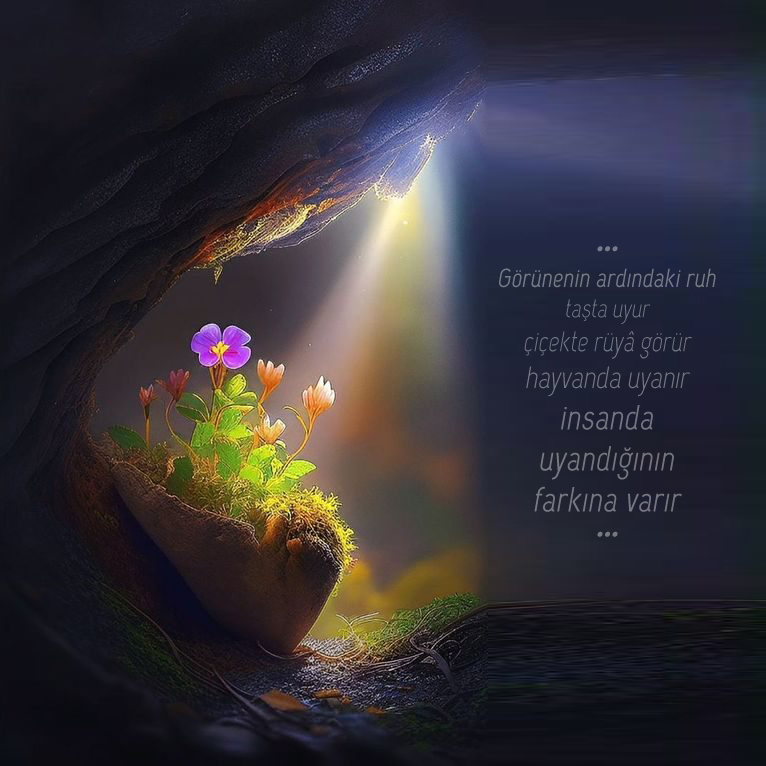 ...
Görünenin ardındaki ruh
taşta uyur
çiçekte rüyâ görür
hayvanda uyanır
insanda
uyandığının
farkına varır
...